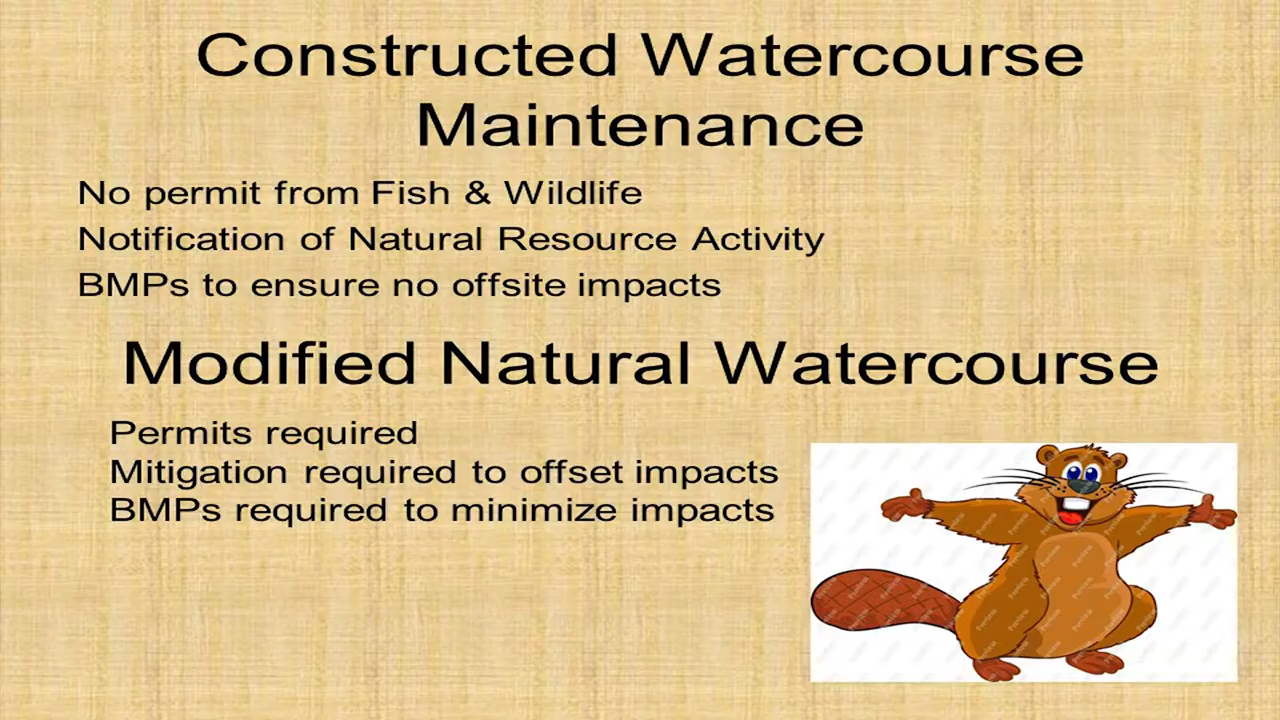 Constructed Watercourse
Maintenance
No permit from Fish & Wildlife
Notification of Natural Resource Activity
BMPs to ensure no offsite impacts
Modified Natural Watercourse
Permits required
Mitigation required to offset impacts
BMPs required to minimize impacts